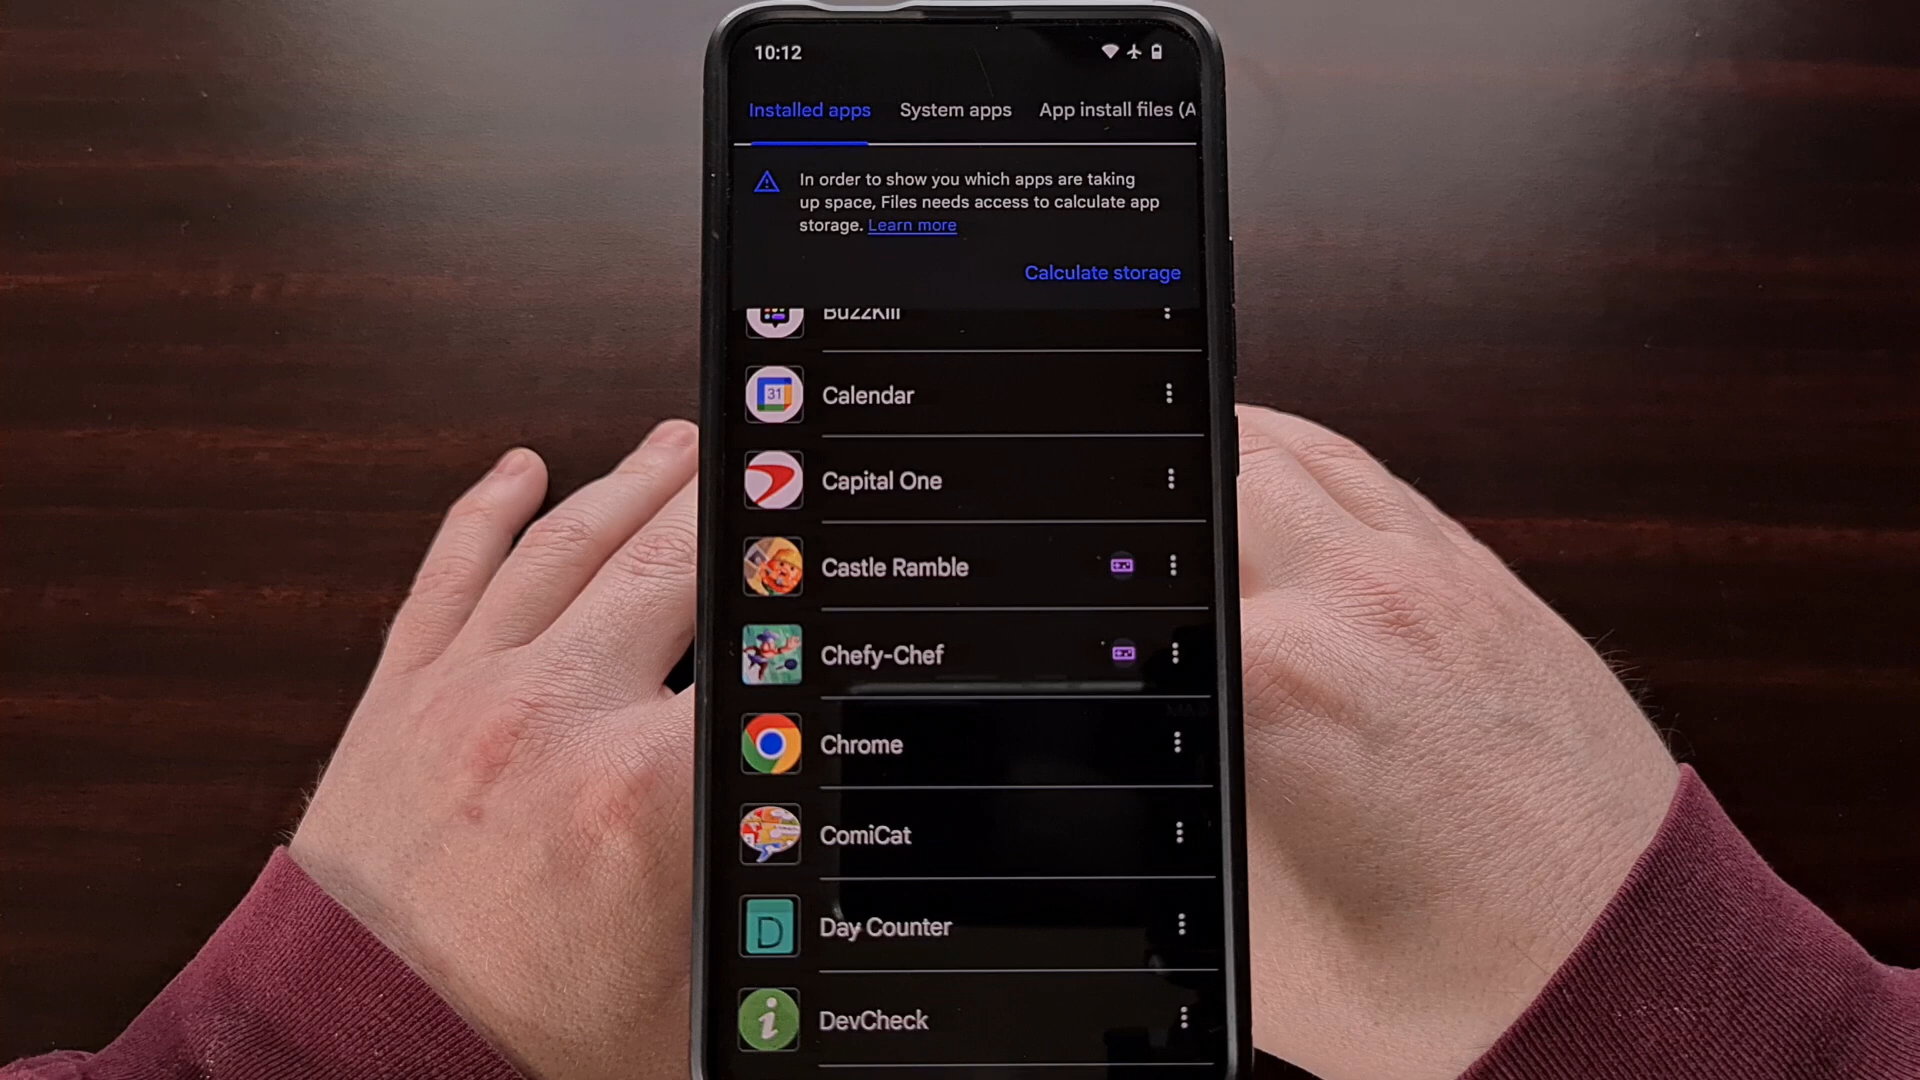 10:12
Installed apps System apps App install files (A
In order to show you which apps are taking
up space, Files needs access to calculate app
storage. Learn more
Calculate storage
BuzzKill
31
Calendar
Capital One
Castle Ramble
Chefy-Chef
Chrome
ComiCat
D
Day Counter
i
DevCheck